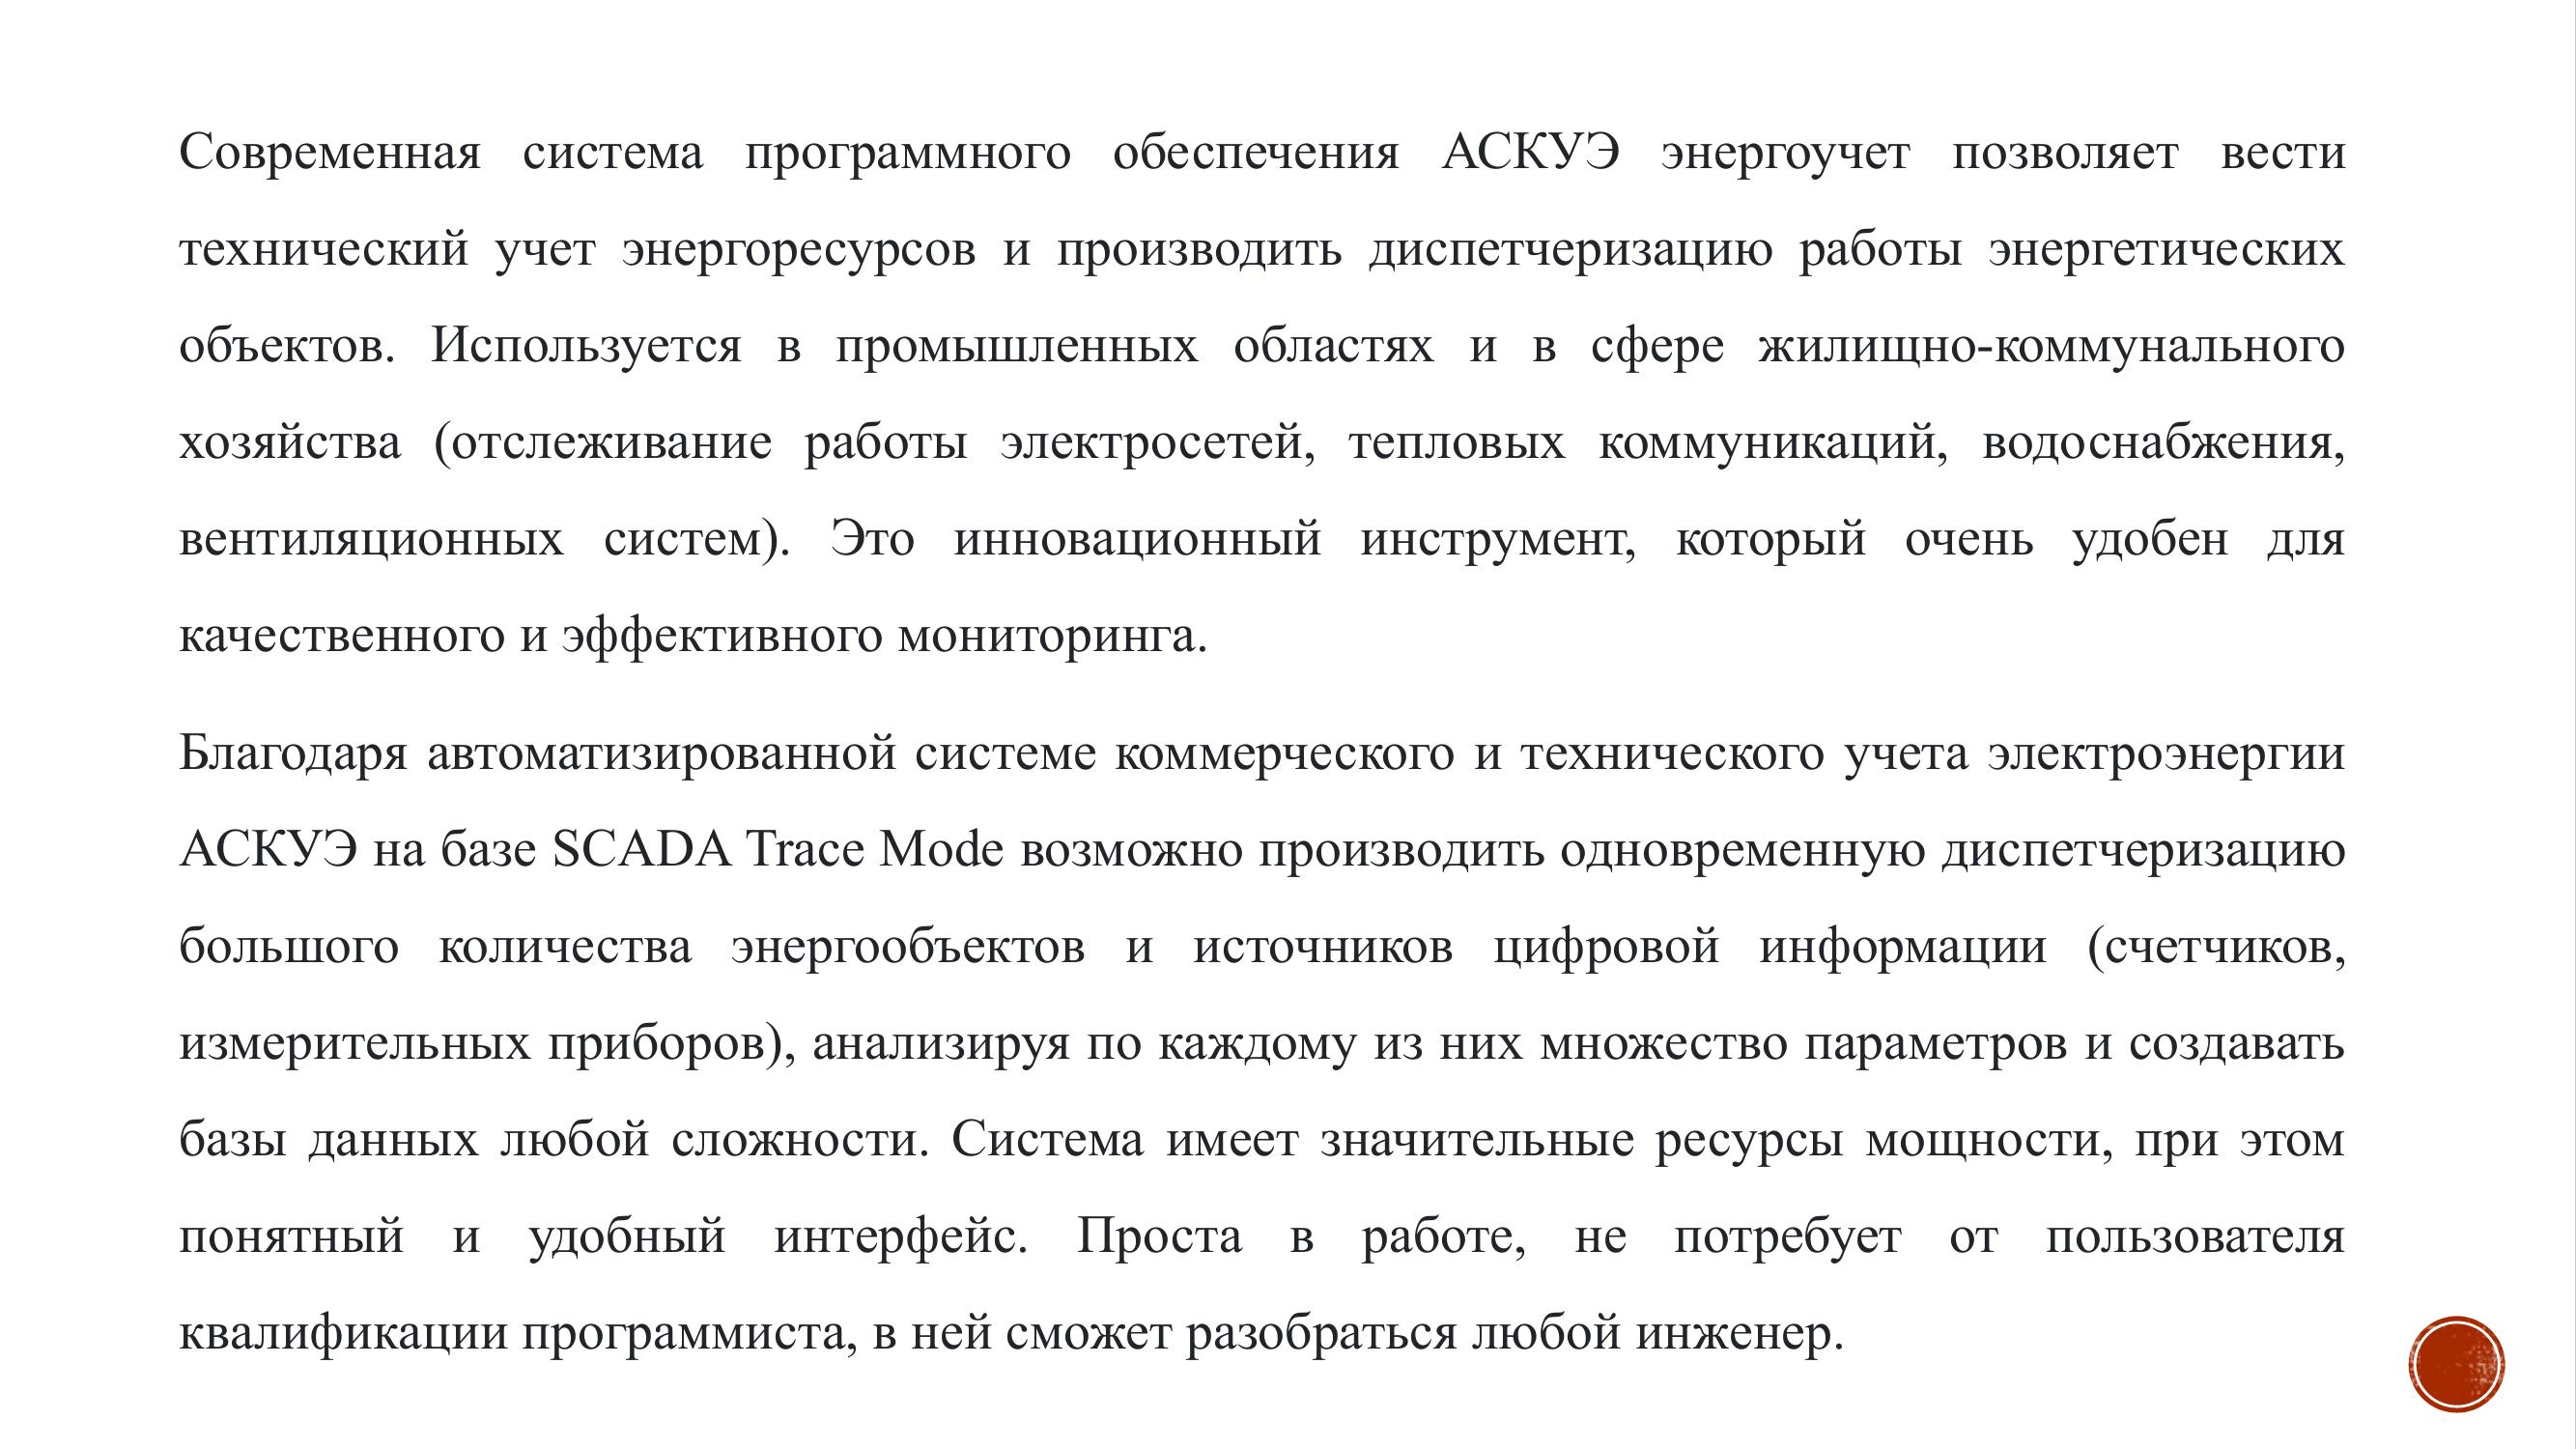 Современная система программного обеспечения АСКУЭ энергоучет позволяет вести
технический учет энергоресурсов и производить диспетчеризацию работы энергетических
объектов. Используется в промышленных областях и в сфере жилищно-коммунального
хозяйства (отслеживание работы электросетей, тепловых коммуникаций, водоснабжения,
вентиляционных систем). Это инновационный инструмент, который очень удобен для
качественного и эффективного мониторинга.
Благодаря автоматизированной системе коммерческого и технического учета электроэнергии
АСКУЭ на базе SCADA Trace Mode возможно производить одновременную диспетчеризацию
большого количества энергообъектов и источников цифровой информации (счетчиков,
измерительных приборов), анализируя по каждому из них множество параметров и создавать
базы данных любой сложности. Система имеет значительные ресурсы мощности, при этом
понятный и удобный интерфейс. Проста в работе, не потребует от пользователя
квалификации программиста, в ней сможет разобраться любой инженер.